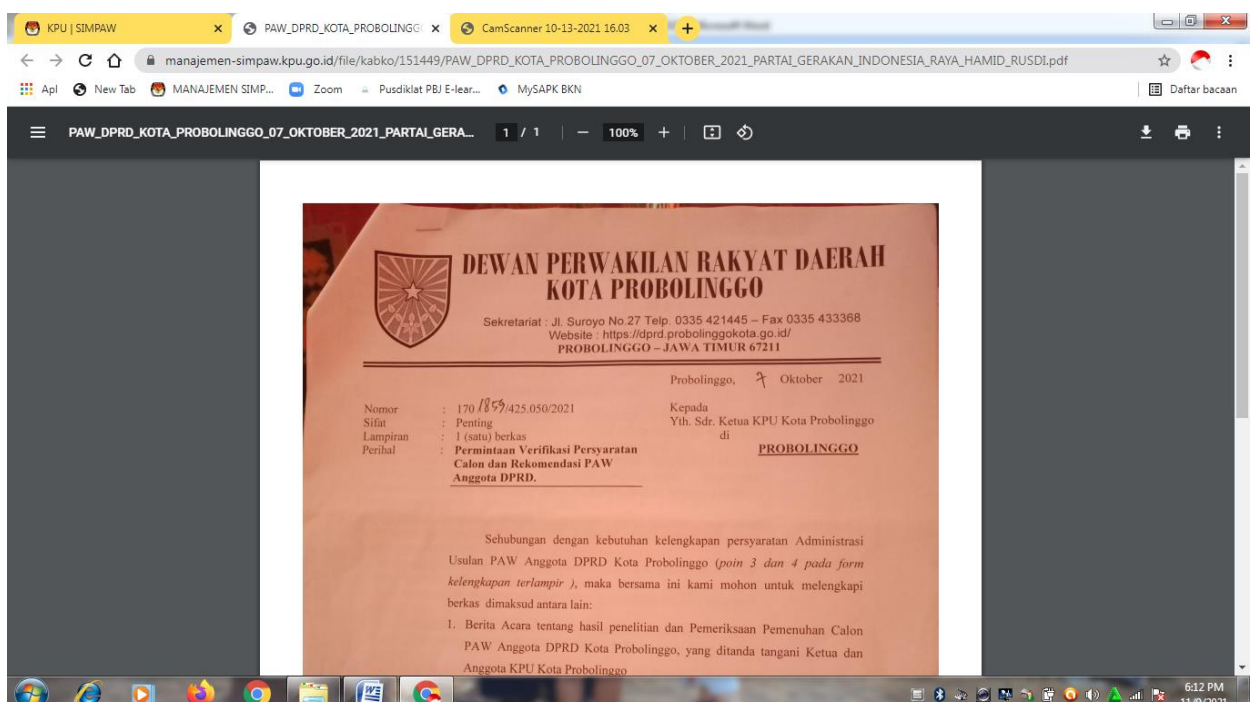 KPU | SIMPAW
PAW_DPRD_KOTA_PROBOLINGG
CamScanner 10-13-2021 16.03
manajemen-simpaw.kpu.go.id/file/kabko/151449/PAW_DPRD_KOTA_PROBOLINGGO_07_OKTOBER_2021_PARTAI_GERAKAN_INDONESIA_RAYA_HAMID_RUSDI.pdf
Apl New Tab MANAJEMEN SIMP... Zoom Pusdiklat PBJ E-lear... MySAPK BKN Daftar bacaan
PAW_DPRD_KOTA_PROBOLINGGO_07_OKTOBER_2021_PARTAI_GERA... 1 / 1 100%
DEWAN PERWAKILAN RAKYAT DAERAH
KOTA PROBOLINGGO
Sekretariat : Jl. Suroyo No.27 Telp. 0335 421445 – Fax 0335 433368
Website : https://dprd.probolinggokota.go.id/
PROBOLINGGO – JAWA TIMUR 67211
Probolinggo, 7 Oktober 2021
Nomor : 170/1859/425.050/2021
Sifat : Penting
Lampiran : 1 (satu) berkas
Perihal : Permintaan Verifikasi Persyaratan
Calon dan Rekomendasi PAW
Anggota DPRD.
Kepada
Yth. Sdr. Ketua KPU Kota Probolinggo
di
PROBOLINGGO
Sehubungan dengan kebutuhan kelengkapan persyaratan Administrasi
Usulan PAW Anggota DPRD Kota Probolinggo (poin 3 dan 4 pada form
kelengkapan terlampir ), maka bersama ini kami mohon untuk melengkapi
berkas dimaksud antara lain:
1. Berita Acara tentang hasil penelitian dan Pemeriksaan Pemenuhan Calon
PAW Anggota DPRD Kota Probolinggo, yang ditanda tangani Ketua dan
Anggota KPU Kota Probolinggo
6:12 PM